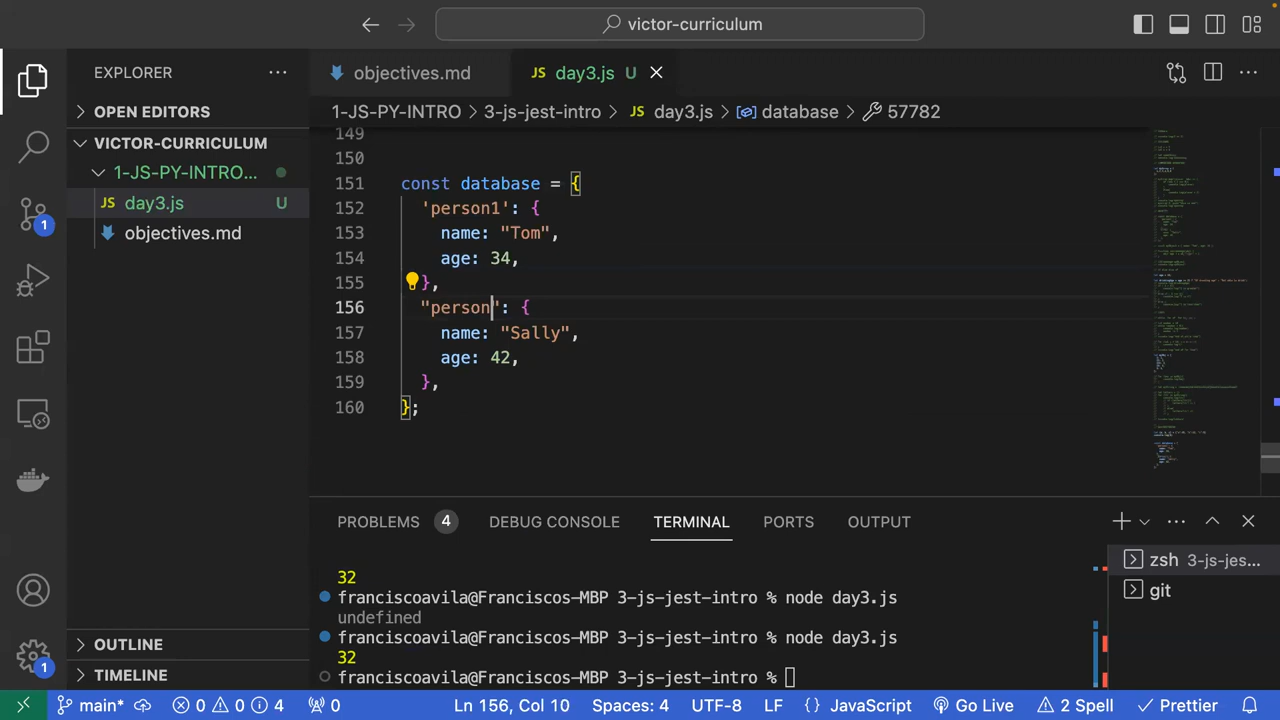 victor-curriculum
EXPLORER
objectives.md
JS day3.js U
OPEN EDITORS
1-JS-PY-INTRO > 3-js-jest-intro > JS day3.js > database > 57782
VICTOR-CURRICULUM
1-JS-PY-INTRO...
JS day3.js U
objectives.md
149
150
151 const database = {
152 'person1': {
153 name: "Tom",
154 age: 34,
155 },
156 "person": {
157 name: "Sally",
158 age: 42,
159 },
160 };
1
PROBLEMS 4 DEBUG CONSOLE TERMINAL PORTS OUTPUT
32
franciscoavila@Franciscos-MBP 3-js-jest-intro % node day3.js
undefined
franciscoavila@Franciscos-MBP 3-js-jest-intro % node day3.js
32
franciscoavila@Franciscos-MBP 3-js-jest-intro %
zsh 3-js-jes...
git
OUTLINE
TIMELINE
1
main* 0 0 4 0 Ln 156, Col 10 Spaces: 4 UTF-8 LF {} JavaScript Go Live 2 Spell Prettier